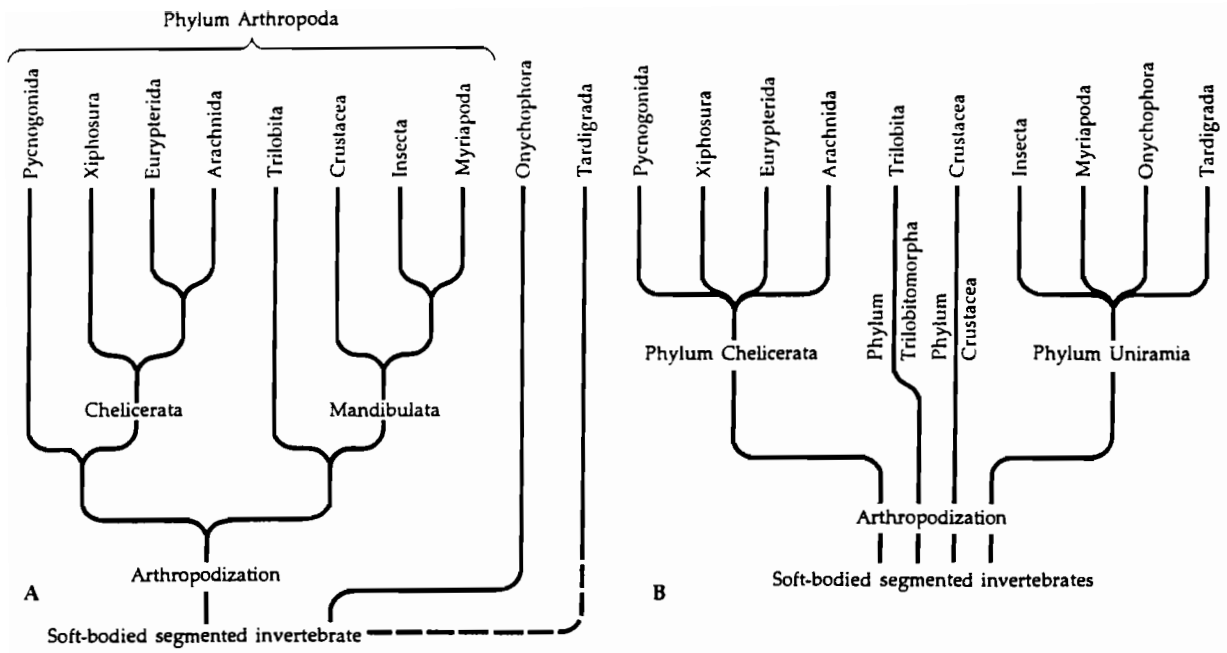 Phylum Arthropoda
Pycnogonida
Xiphosura
Eurypterida
Arachnida
Trilobita
Crustacea
Insecta
Myriapoda
Onychophora
Tardigrada
Chelicerata
Mandibulata
Arthropodization
A
Soft-bodied segmented invertebrate
Pycnogonida
Xiphosura
Eurypterida
Arachnida
Trilobita
Crustacea
Insecta
Myriapoda
Onychophora
Tardigrada
Phylum Chelicerata
Phylum
Trilobitomorpha
Phylum
Crustacea
Phylum Uniramia
Arthropodization
Soft-bodied segmented invertebrates
B